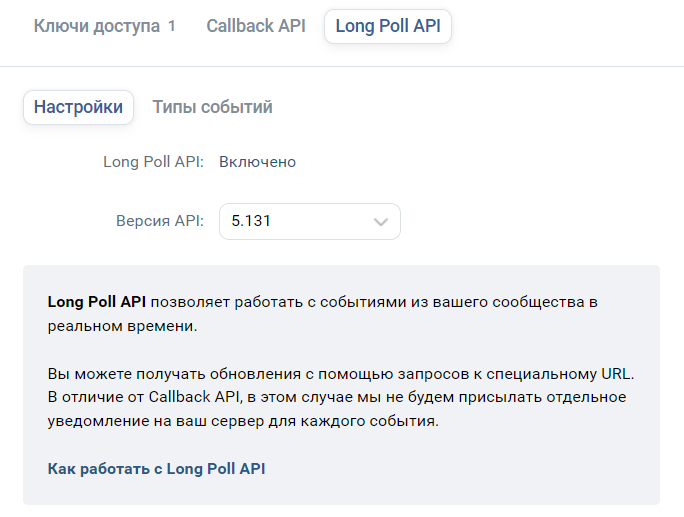 Ключи доступа 1 Callback API Long Poll API
Настройки Типы событий
Long Poll API: Включено
Версия API: 5.131
Long Poll API позволяет работать с событиями из вашего сообщества в
реальном времени.
Вы можете получать обновления с помощью запросов к специальному URL.
В отличие от Callback API, в этом случае мы не будем присылать отдельное
уведомление на ваш сервер для каждого события.
Как работать с Long Poll API